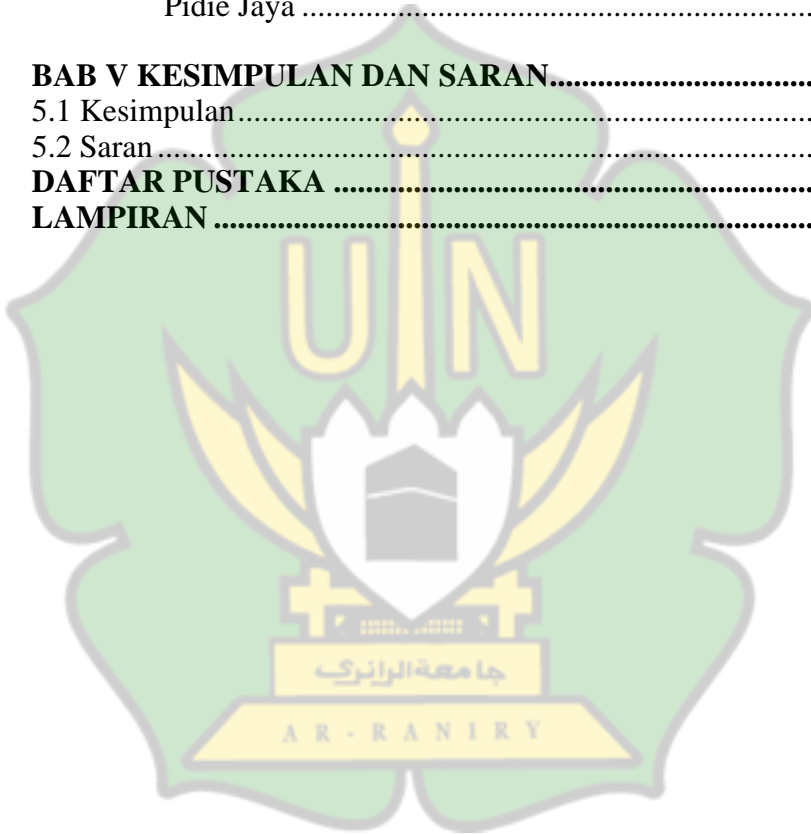 Pidie Jaya ....................................................................
BAB V KESIMPULAN DAN SARAN..................................
5.1 Kesimpulan..........................................................................
5.2 Saran....................................................................................
DAFTAR PUSTAKA ............................................................
LAMPIRAN ...........................................................................
UIN
جامعة الرانري
AR-RANIRY